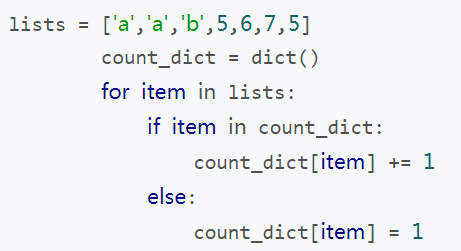 lists = ['a','a','b',5,6,7,5]
        count_dict = dict()
        for item in lists:
            if item in count_dict:
                count_dict[item] += 1
            else:
                count_dict[item] = 1